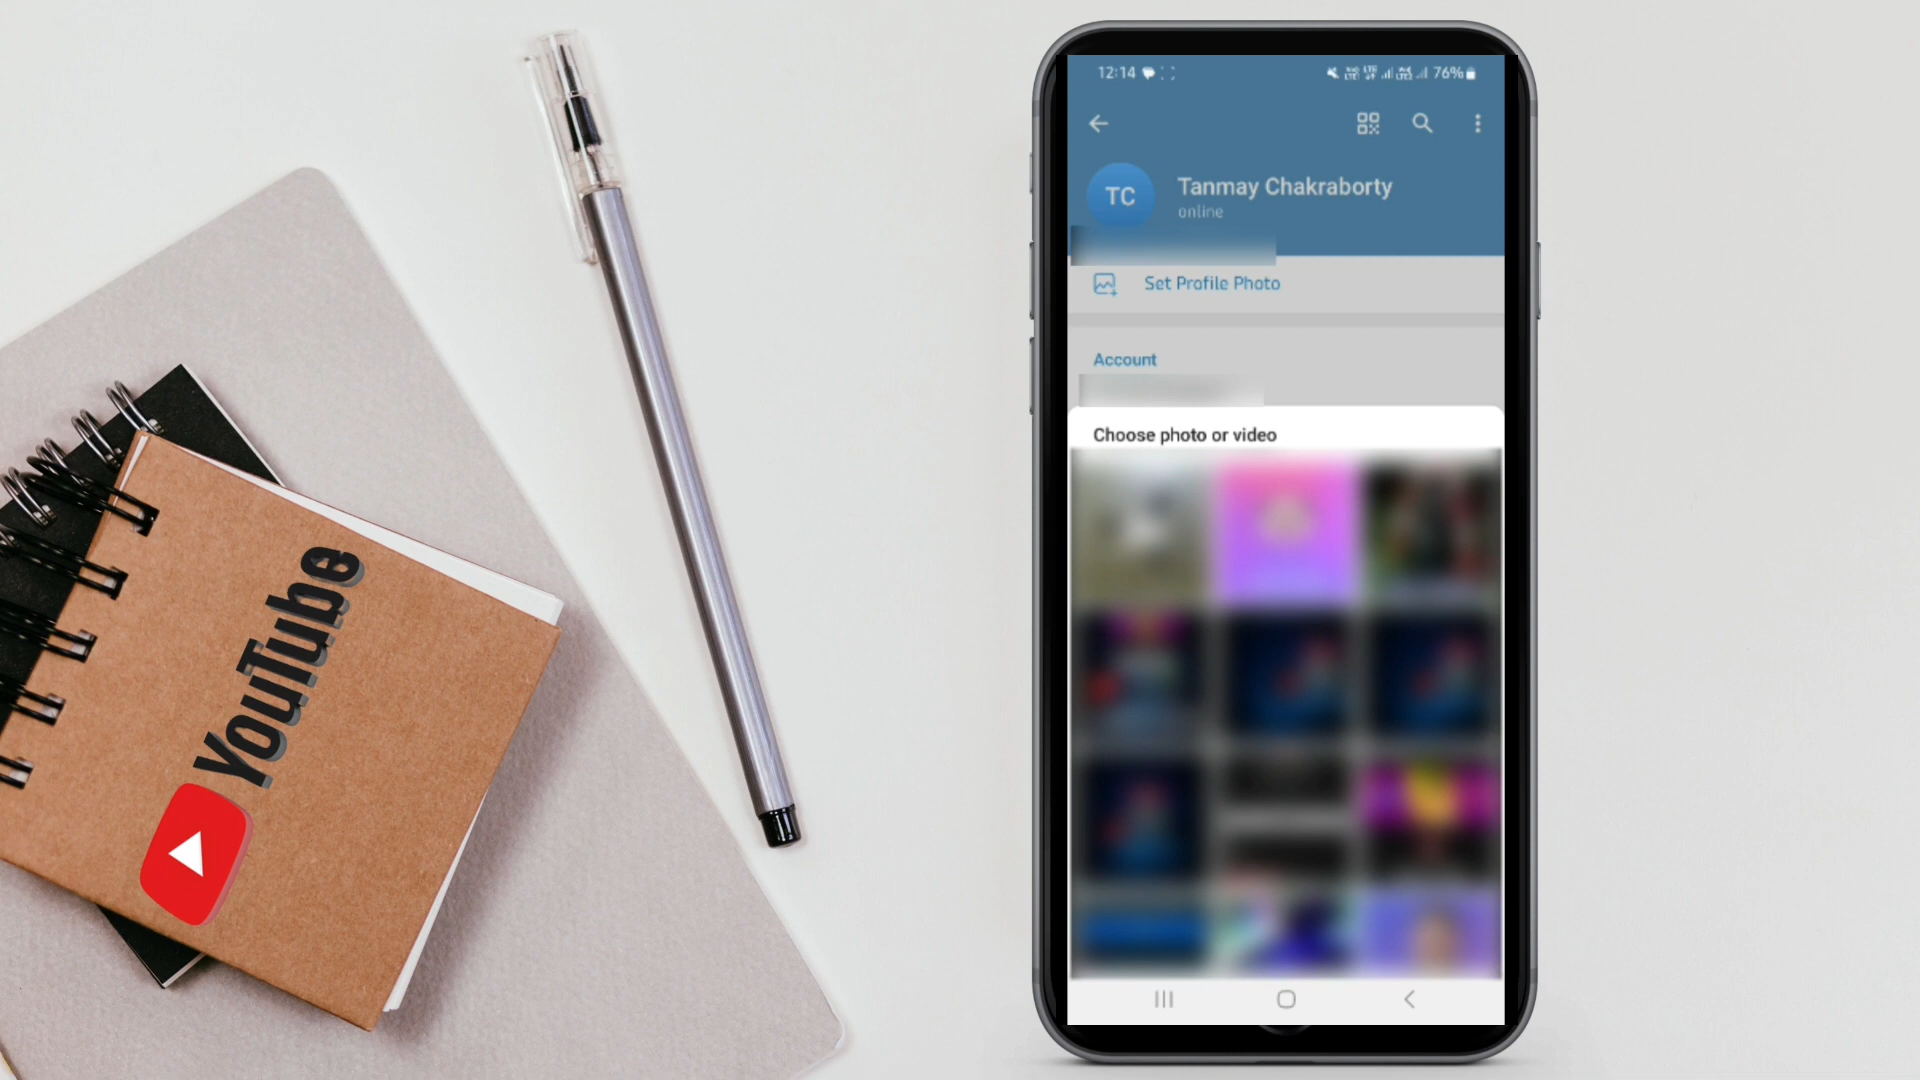 YouTube
12:14
76%
TC
Tanmay Chakraborty
online
Set Profile Photo
Account
Choose photo or video